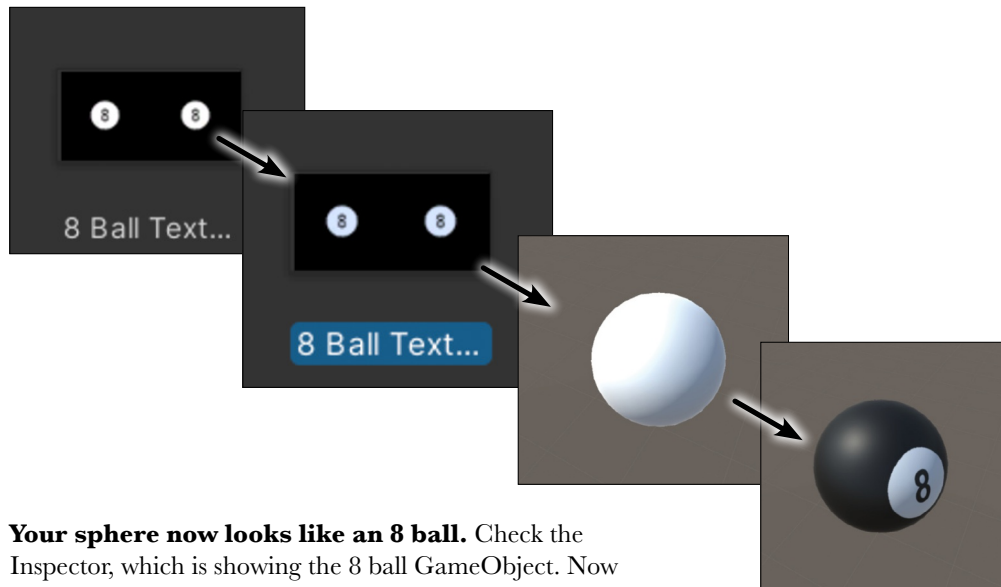 8 8
8 Ball Text...
8 8
8 Ball Text...
8
Your sphere now looks like an 8 ball. Check the
Inspector, which is showing the 8 ball GameObject. Now